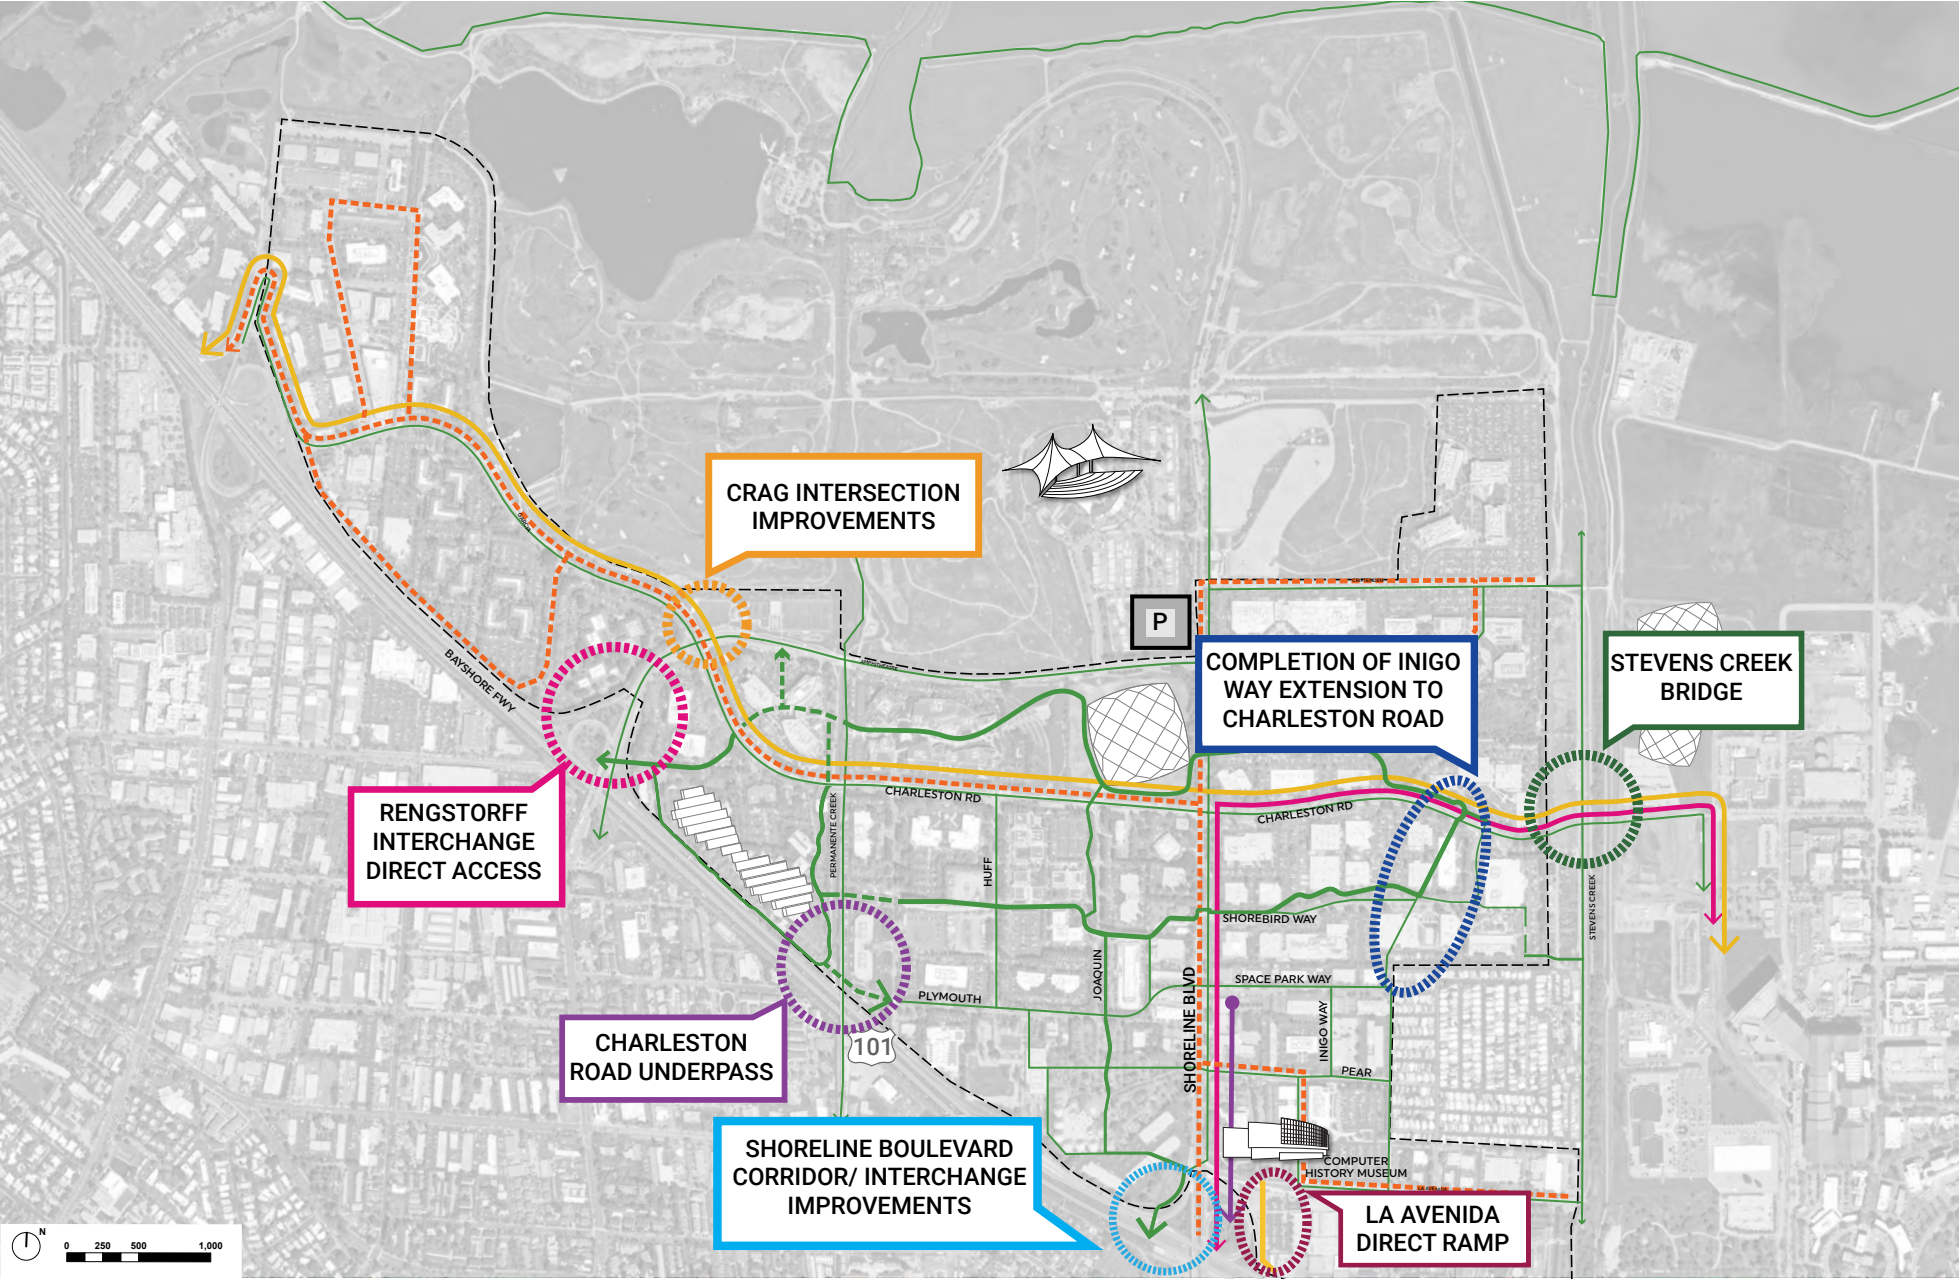 CRAG INTERSECTION
IMPROVEMENTS
P
COMPLETION OF INIGO
WAY EXTENSION TO
CHARLESTON ROAD
STEVENS CREEK
BRIDGE
BAYSHORE FWY
RENGSTORFF
INTERCHANGE
DIRECT ACCESS
PERMANENTE CREEK
CHARLESTON RD
CHARLESTON RD
HUFF
SHOREBIRD WAY
STEVENS CREEK
JOAQUIN
SHORELINE BLVD
SPACE PARK WAY
PLYMOUTH
INIGO WAY
PEAR
CHARLESTON
ROAD UNDERPASS
101
SHORELINE BOULEVARD
CORRIDOR/ INTERCHANGE
IMPROVEMENTS
COMPUTER
HISTORY MUSEUM
LA AVENIDA
DIRECT RAMP
N
0 250 500 1,000